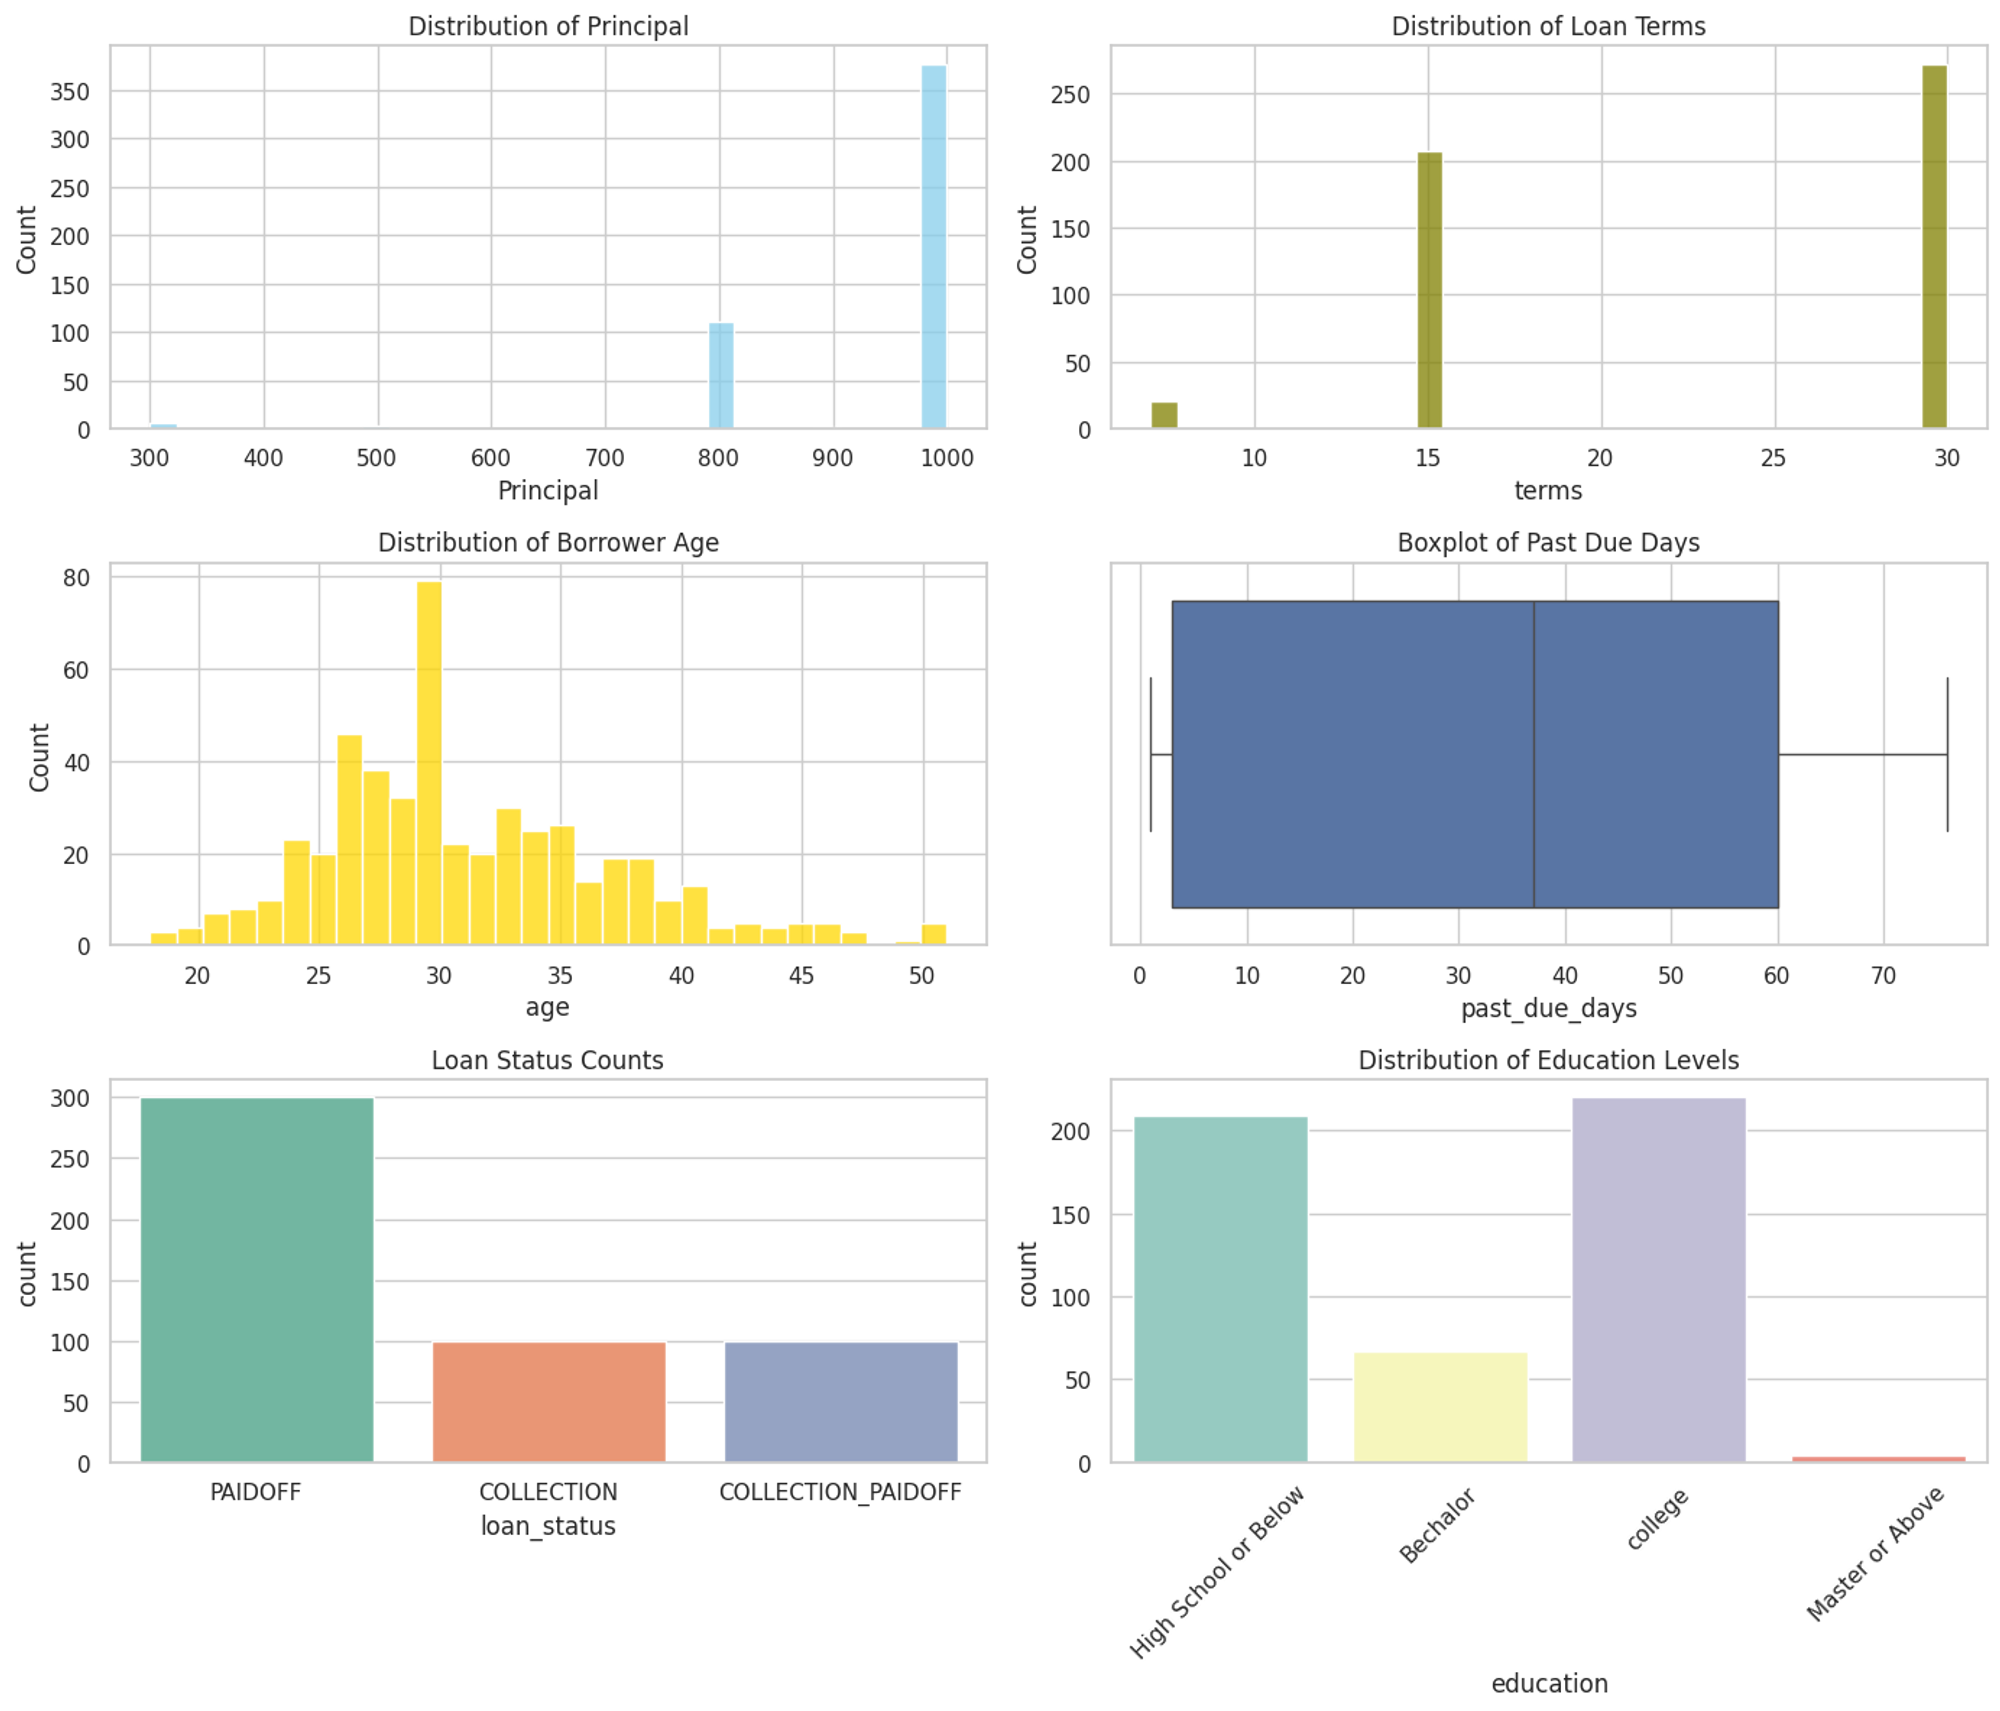 Distribution of Principal
Count
350
300
250
200
150
100
50
0
300 400 500 600 700 800 900 1000
Principal
Distribution of Loan Terms
Count
250
200
150
100
50
0
10 15 20 25 30
terms
Distribution of Borrower Age
Count
80
60
40
20
0
20 25 30 35 40 45 50
age
Boxplot of Past Due Days
0 10 20 30 40 50 60 70
past_due_days
Loan Status Counts
count
300
250
200
150
100
50
0
PAIDOFF COLLECTION COLLECTION_PAIDOFF
loan_status
Distribution of Education Levels
count
200
150
100
50
0
High School or Below
Bechalor
college
Master or Above
education